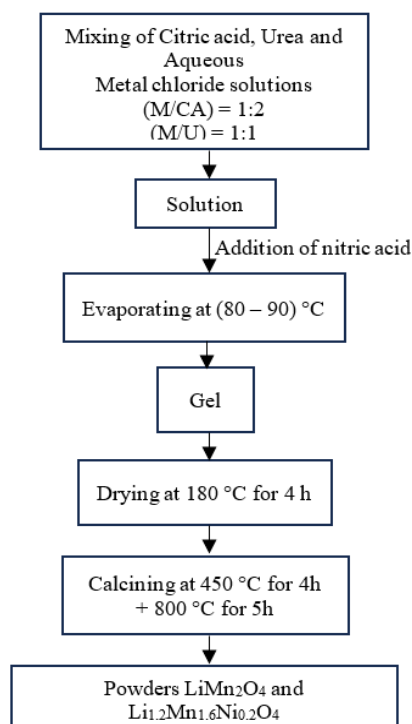 Mixing of Citric acid, Urea and
Aqueous
Metal chloride solutions
(M/CA) = 1:2
(M/U) = 1:1
Solution
Addition of nitric acid
Evaporating at (80 – 90) °C
Gel
Drying at 180 °C for 4 h
Calcining at 450 °C for 4h
+ 800 °C for 5h
Powders LiMn₂O₄ and
Li₁.₂Mn₁.₆Ni₀.₂O₄